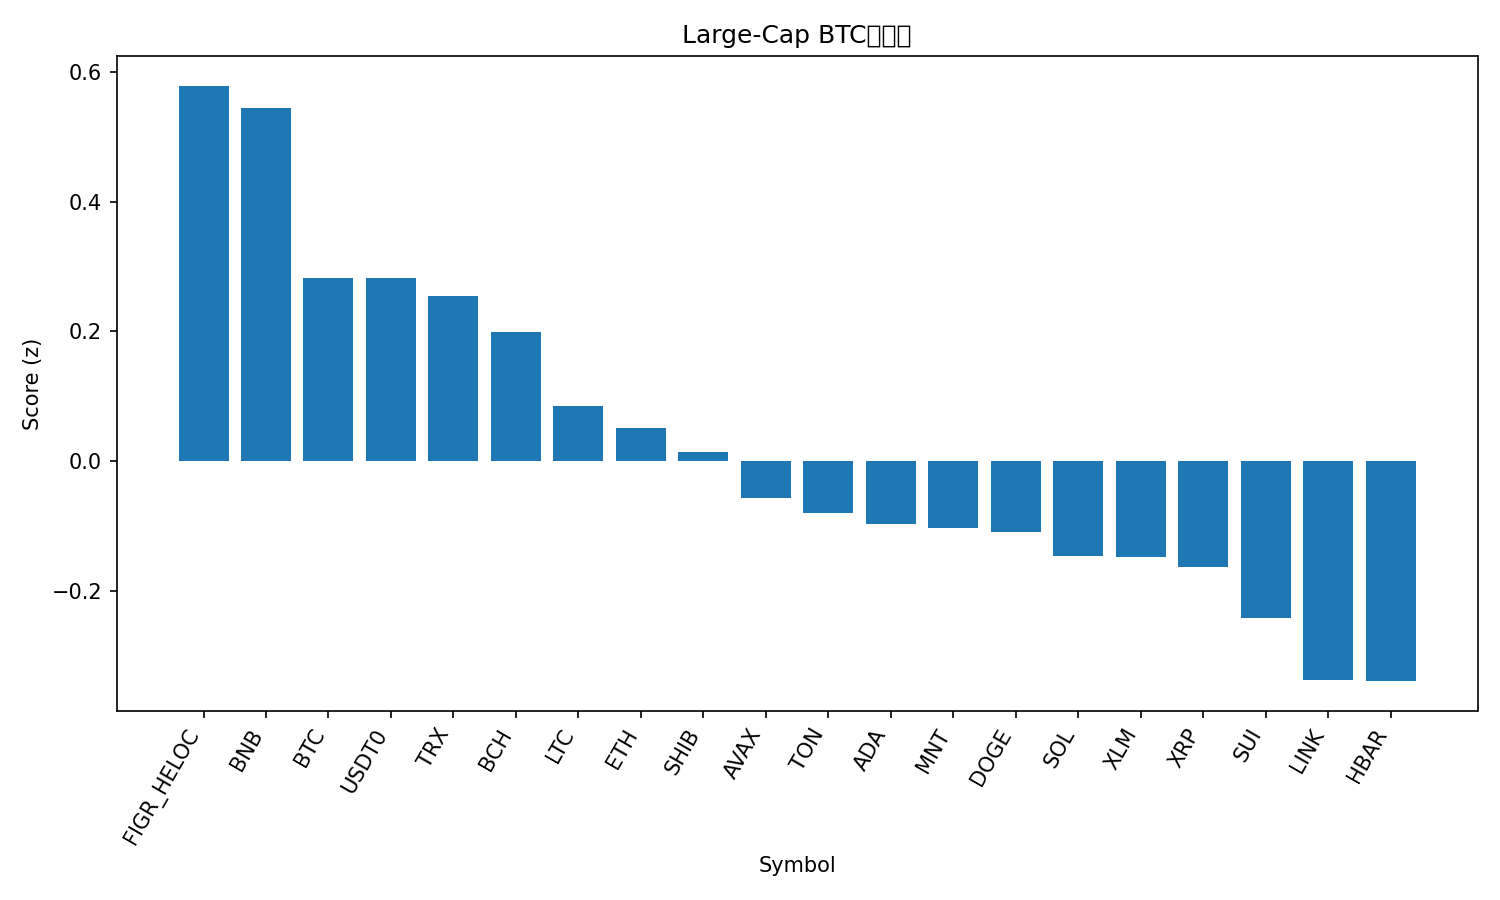 Large-Cap BTC
0.6
0.4
0.2
0.0
−0.2
Score (z)
FIGR_HELOC
BNB
BTC
USDT0
TRX
BCH
LTC
ETH
SHIB
AVAX
TON
ADA
MNT
DOGE
SOL
XLM
XRP
SUI
LINK
HBAR
Symbol